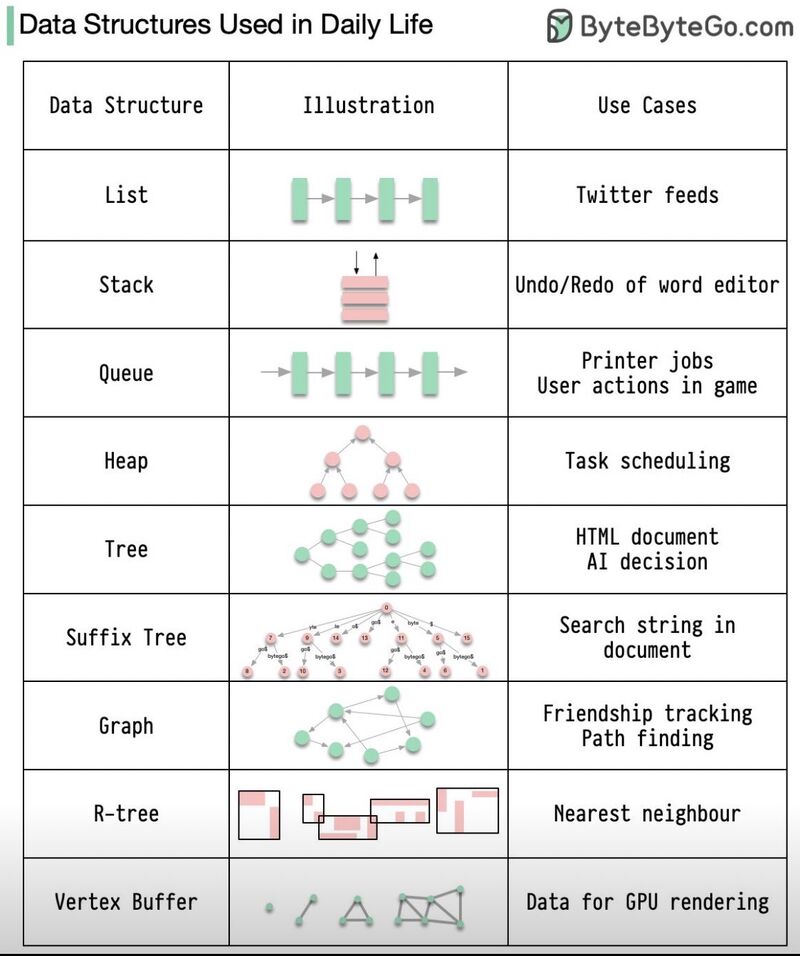 Data Structures Used in Daily Life
ByteByteGo.com
Data Structure
Illustration
Use Cases
List
Twitter feeds
Stack
Undo/Redo of word editor
Queue
Printer jobs
User actions in game
Heap
Task scheduling
Tree
HTML document
AI decision
Suffix Tree
0
yte
te
o$
go$
e
byte
$
7
9
14
13
11
5
15
go$
bytego$
go$
bytego$
go$
bytego$
go$
bytego$
8
2
10
3
12
4
6
1
Search string in
document
Graph
Friendship tracking
Path finding
R-tree
Nearest neighbour
Vertex Buffer
Data for GPU rendering